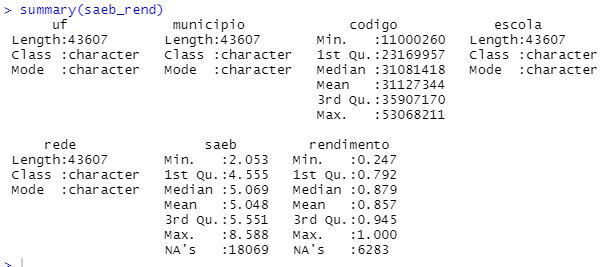 > summary(saeb_rend)
      uf             municipio             codigo            escola
 Length:43607       Length:43607       Min.   :11000260   Length:43607
 Class :character   Class :character   1st Qu.:23169957   Class :character
 Mode  :character   Mode  :character   Median :31081418   Mode  :character
                                       Mean   :31127344
                                       3rd Qu.:35907170
                                       Max.   :53068211

     rede                saeb         rendimento
 Length:43607       Min.   :2.053   Min.   :0.247
 Class :character   1st Qu.:4.555   1st Qu.:0.792
 Mode  :character   Median :5.069   Median :0.879
                    Mean   :5.048   Mean   :0.857
                    3rd Qu.:5.551   3rd Qu.:0.945
                    Max.   :8.588   Max.   :1.000
                    NA's   :18069   NA's   :6283
>